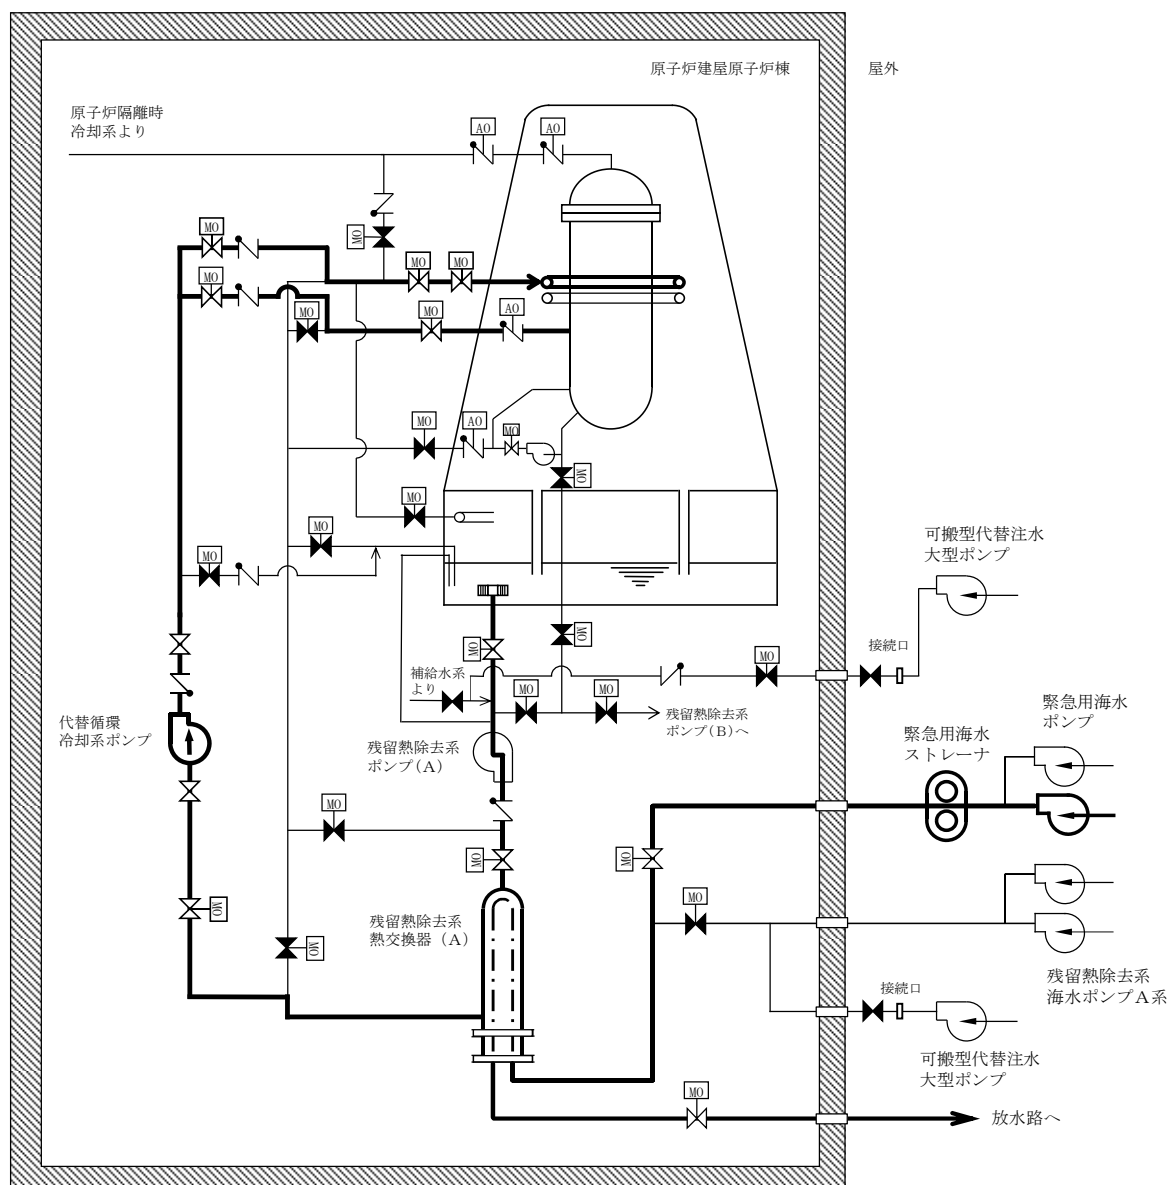 原子炉建屋原子炉棟
屋外
原子炉隔離時
冷却系より
AO
AO
MO
MO
MO
MO
MO
MO
MO
MO
AO
MO
AO
MO
MO
MO
MO
MO
可搬型代替注水
大型ポンプ
MO
MO
接続口
MO
補給水系
より
MO
MO
残留熱除去系
ポンプ(B)へ
緊急用海水
ポンプ
代替循環
冷却系ポンプ
残留熱除去系
ポンプ(A)
緊急用海水
ストレーナ
MO
MO
MO
MO
MO
残留熱除去系
熱交換器(A)
MO
接続口
残留熱除去系
海水ポンプA系
可搬型代替注水
大型ポンプ
MO
放水路へ